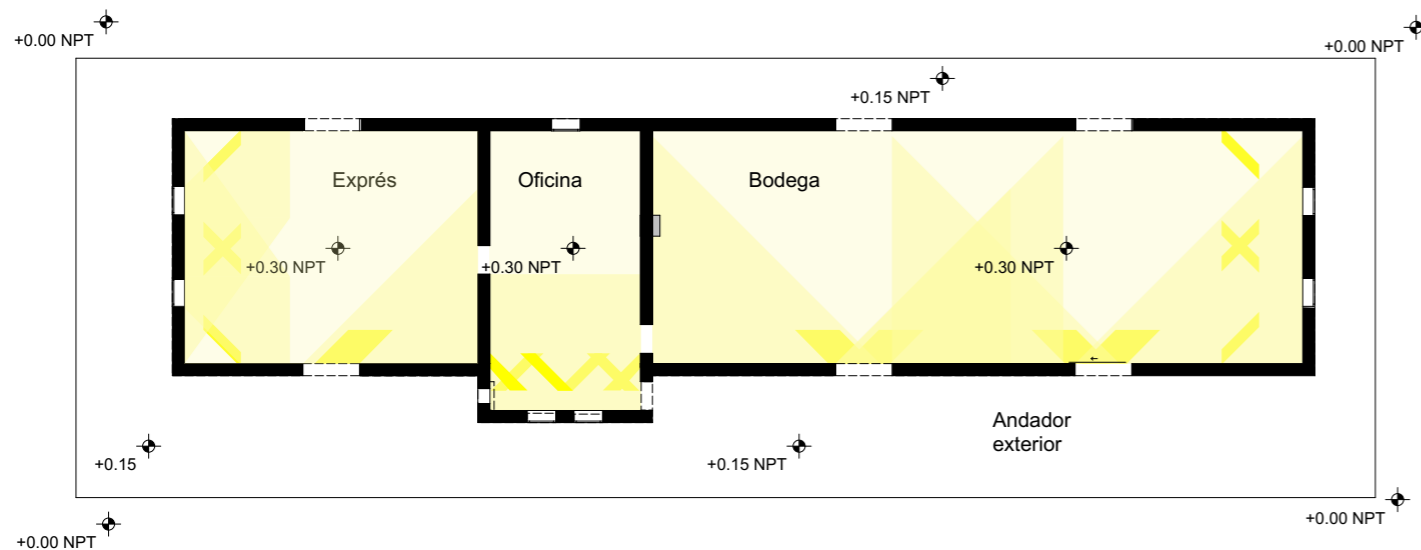 +0.00 NPT
+0.00 NPT
+0.15 NPT
Exprés
Oficina
Bodega
+0.30 NPT
+0.30 NPT
+0.30 NPT
Andador
exterior
+0.15
+0.15 NPT
+0.00 NPT
+0.00 NPT